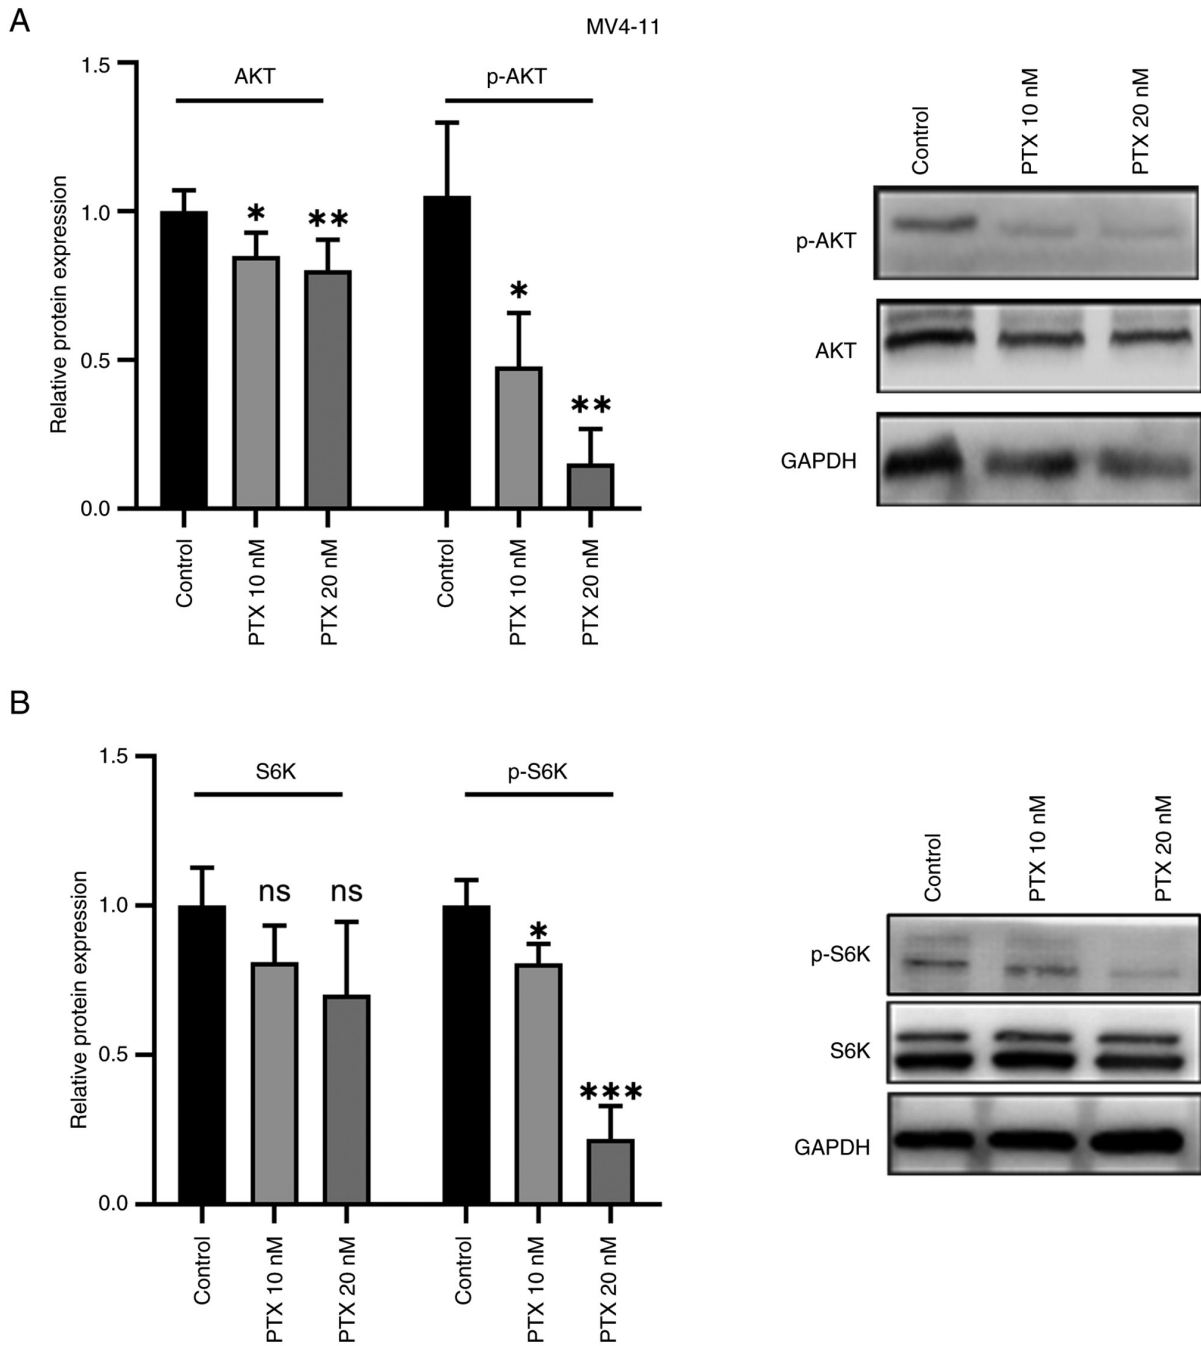 A
MV4-11
1.5
1.0
0.5
0.0
Relative protein expression
AKT
p-AKT
*
**
*
**
Control
PTX 10 nM
PTX 20 nM
Control
PTX 10 nM
PTX 20 nM
Control
PTX 10 nM
PTX 20 nM
p-AKT
AKT
GAPDH
B
1.5
1.0
0.5
0.0
Relative protein expression
S6K
p-S6K
ns
ns
*
***
Control
PTX 10 nM
PTX 20 nM
Control
PTX 10 nM
PTX 20 nM
Control
PTX 10 nM
PTX 20 nM
p-S6K
S6K
GAPDH